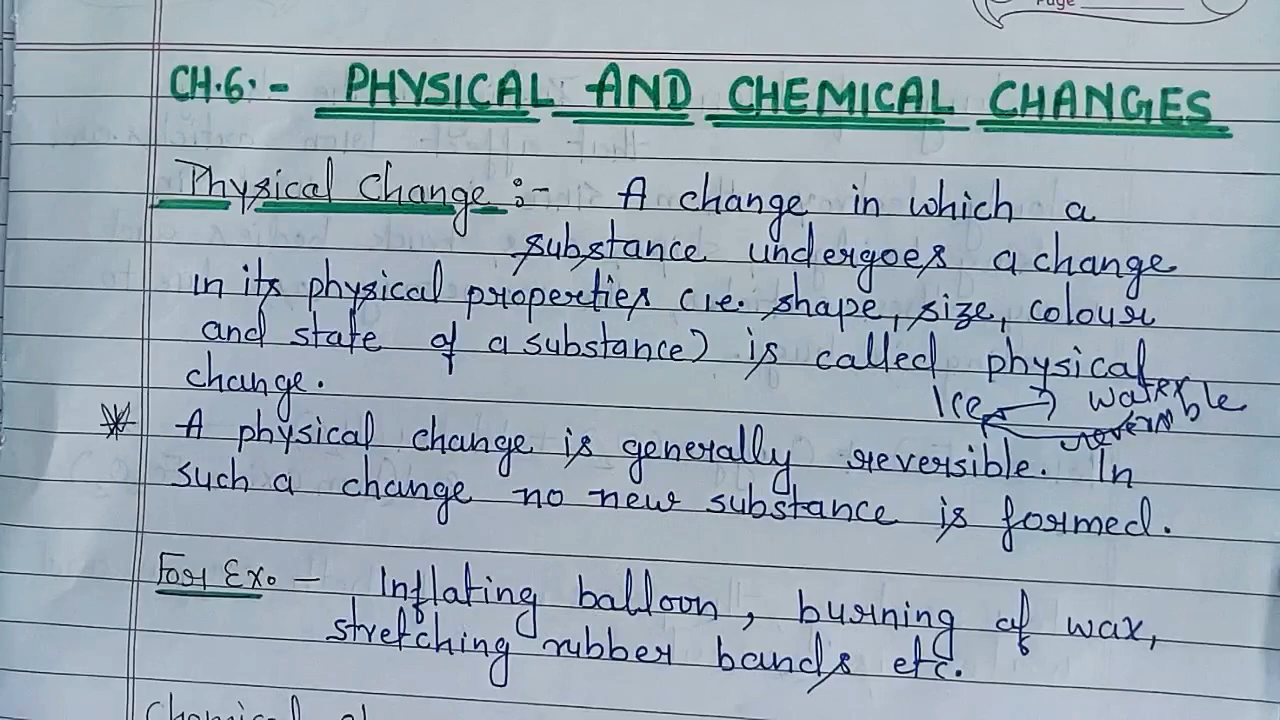 Page
CH.6:- PHYSICAL AND CHEMICAL CHANGES
Physical Change :- A change in which a
substance undergoes a change
in its physical properties (i.e. shape, size, colour
and state of a substance) is called physical
change.
Ice → water
reversible
* A physical change is generally reversible. In
such a change no new substance is formed.
For Ex. - Inflating balloon, burning of wax,
stretching rubber bands etc.
Chemical